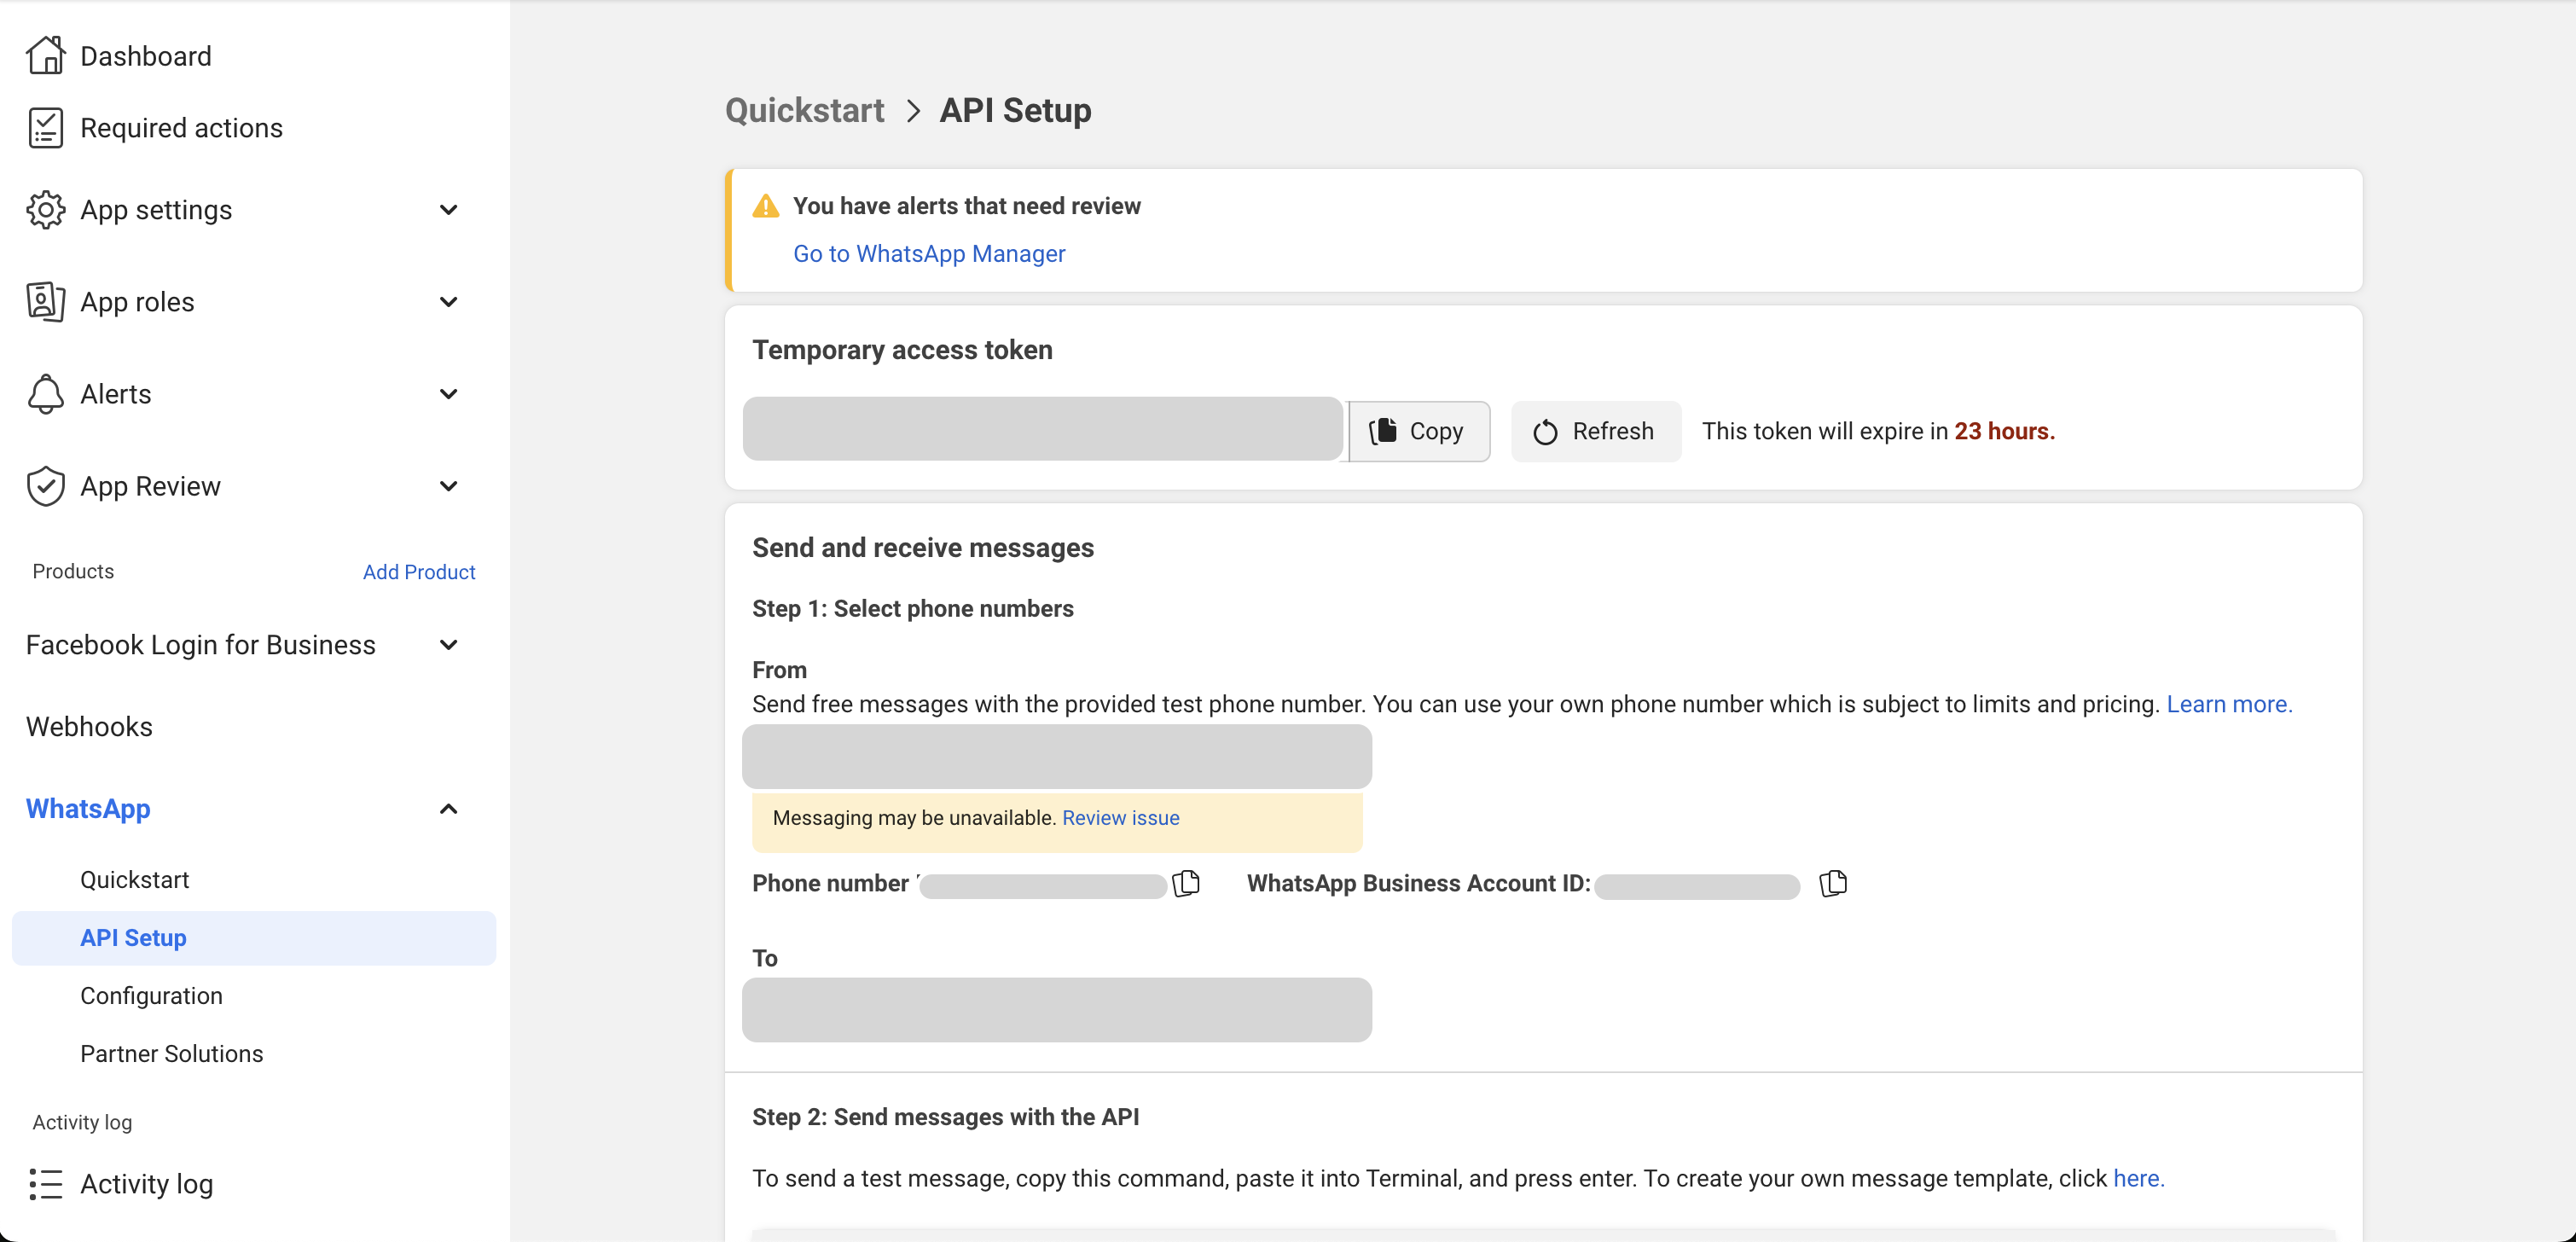 Dashboard
Required actions
App settings
App roles
Alerts
App Review
Products
Add Product
Facebook Login for Business
Webhooks
WhatsApp
Quickstart
API Setup
Configuration
Partner Solutions
Activity log
Activity log
Quickstart > API Setup
You have alerts that need review
Go to WhatsApp Manager
Temporary access token
Copy
Refresh
This token will expire in 23 hours.
Send and receive messages
Step 1: Select phone numbers
From
Send free messages with the provided test phone number. You can use your own phone number which is subject to limits and pricing. Learn more.
Messaging may be unavailable. Review issue
Phone number
WhatsApp Business Account ID:
To
Step 2: Send messages with the API
To send a test message, copy this command, paste it into Terminal, and press enter. To create your own message template, click here.